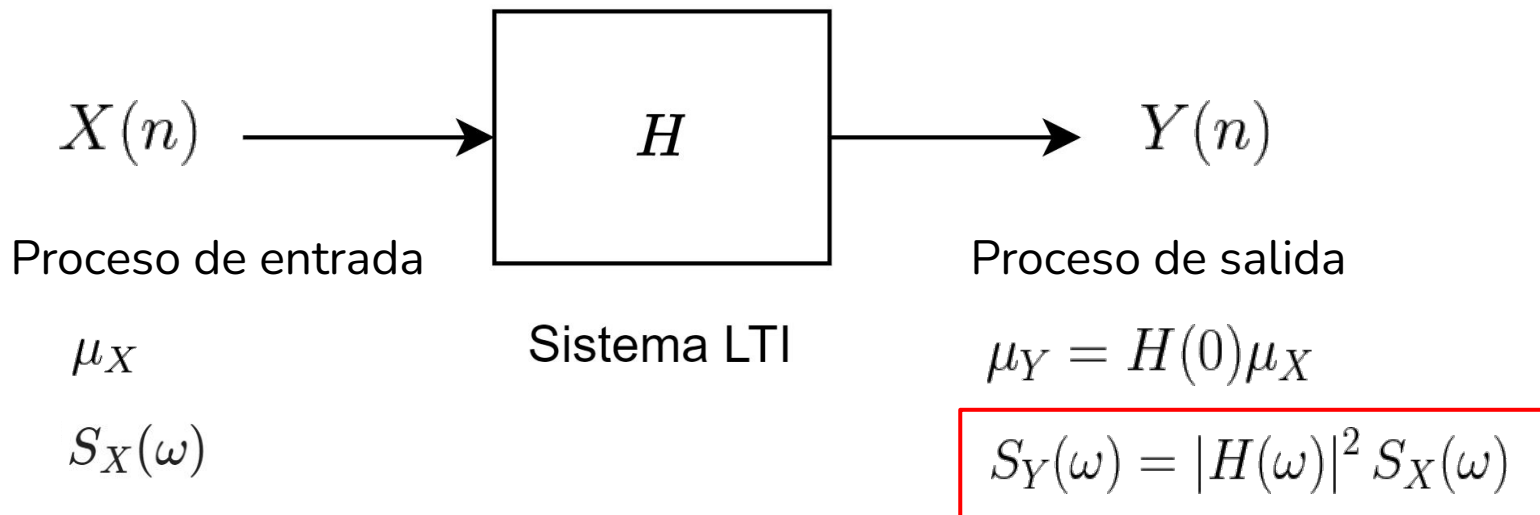 X(n)
H
Y(n)
Proceso de entrada
Proceso de salida
Sistema LTI
μ_X
μ_Y = H(0)μ_X
S_X(ω)
S_Y(ω) = |H(ω)|² S_X(ω)